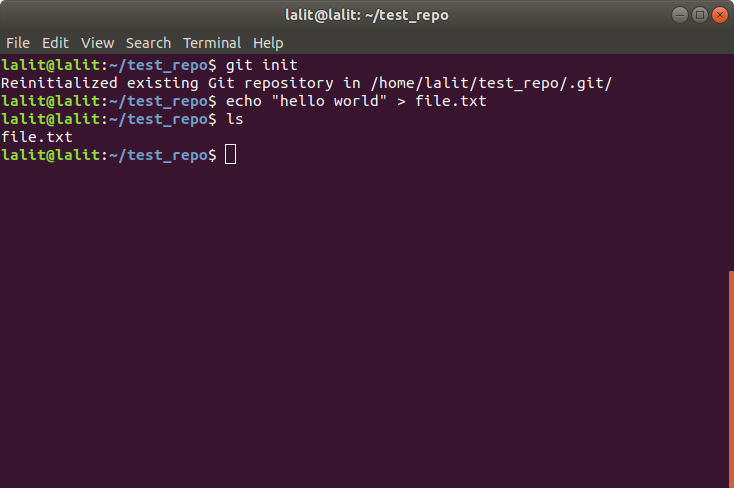 lalit@lalit: ~/test_repo
File Edit View Search Terminal Help
lalit@lalit:~/test_repo$ git init
Reinitialized existing Git repository in /home/lalit/test_repo/.git/
lalit@lalit:~/test_repo$ echo "hello world" > file.txt
lalit@lalit:~/test_repo$ ls
file.txt
lalit@lalit:~/test_repo$